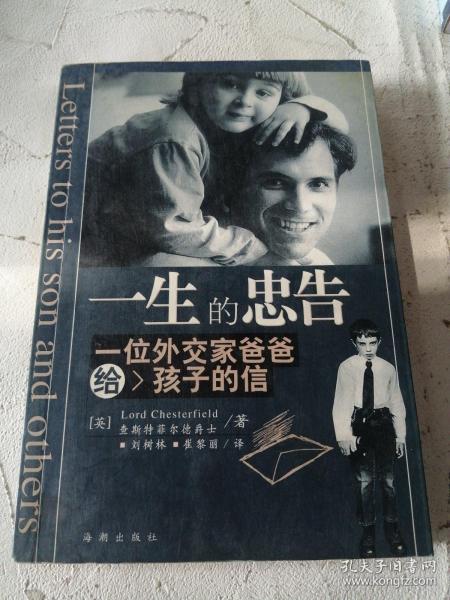 Letters to his son and others
一生的忠告
一位外交家爸爸
给 > 孩子的信
[英] Lord Chesterfield
查斯特菲尔德爵士 / 著
■ 刘树林 ■ 崔黎丽 / 译
海潮出版社
孔夫子旧书网
www.kongfz.com